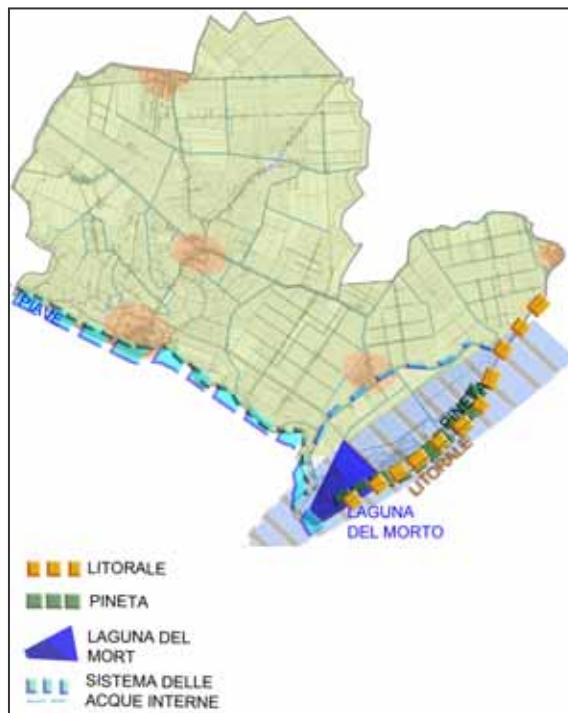 PIAVE
PINETA
LITORALE
LAGUNA
DEL MORTO
LITORALE
PINETA
LAGUNA DEL
MORT
SISTEMA DELLE
ACQUE INTERNE